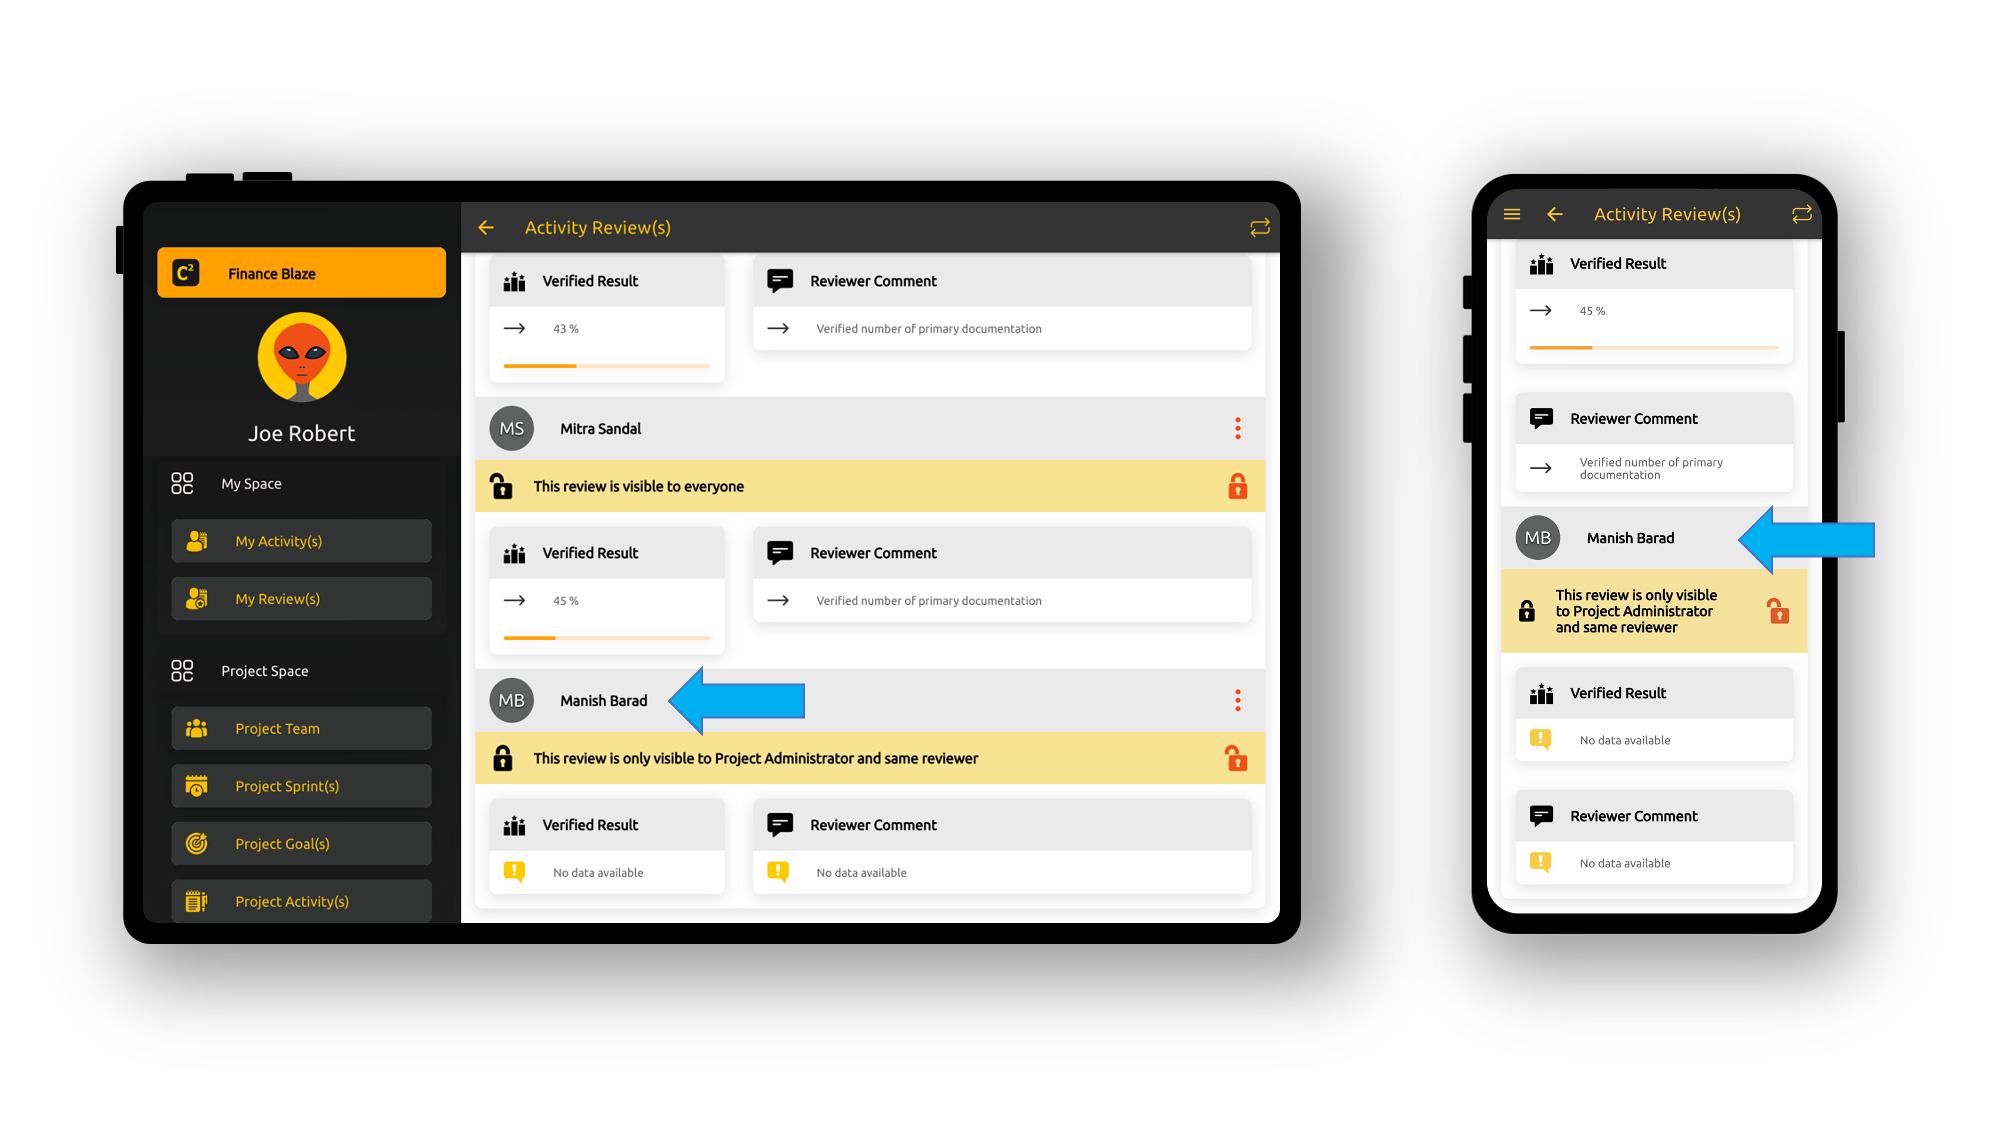 Activity Review(s)
C²
Finance Blaze
Joe Robert
My Space
My Activity(s)
My Review(s)
Project Space
Project Team
Project Sprint(s)
Project Goal(s)
Project Activity(s)
Verified Result
43 %
Reviewer Comment
Verified number of primary documentation
MS
Mitra Sandal
This review is visible to everyone
Verified Result
45 %
Reviewer Comment
Verified number of primary documentation
MB
Manish Barad
This review is only visible to Project Administrator and same reviewer
Verified Result
No data available
Reviewer Comment
No data available
Activity Review(s)
Verified Result
45 %
Reviewer Comment
Verified number of primary
documentation
MB
Manish Barad
This review is only visible
to Project Administrator
and same reviewer
Verified Result
No data available
Reviewer Comment
No data available